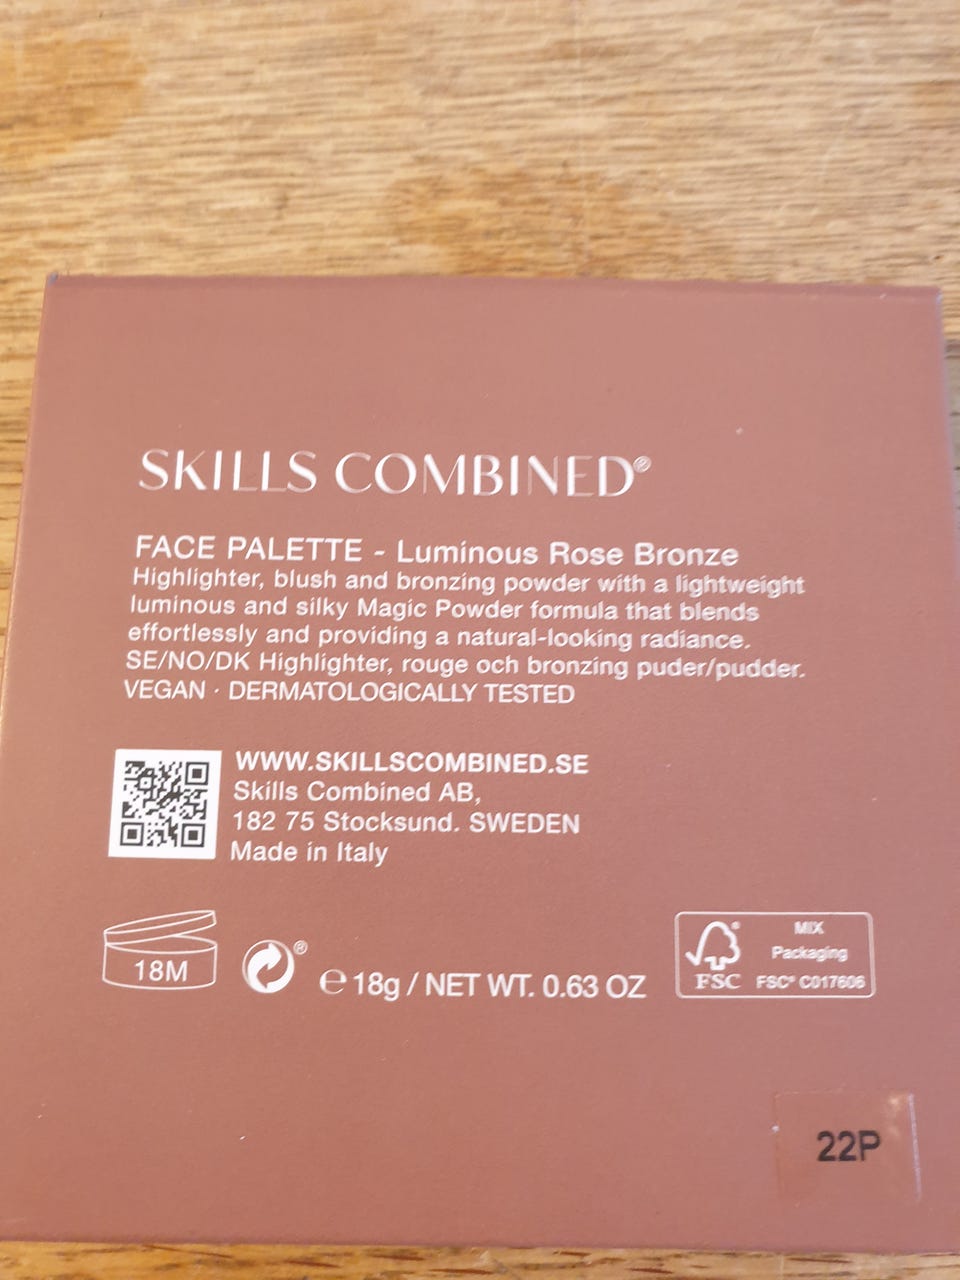 SKILLS COMBINED®
FACE PALETTE - Luminous Rose Bronze
Highlighter, blush and bronzing powder with a lightweight
luminous and silky Magic Powder formula that blends
effortlessly and providing a natural-looking radiance.
SE/NO/DK Highlighter, rouge och bronzing puder/pudder.
VEGAN · DERMATOLOGICALLY TESTED
WWW.SKILLSCOMBINED.SE
Skills Combined AB,
182 75 Stocksund. SWEDEN
Made in Italy
18M
®
℮ 18g / NET WT. 0.63 OZ
FSC
MIX
Packaging
FSC® C017606
22P